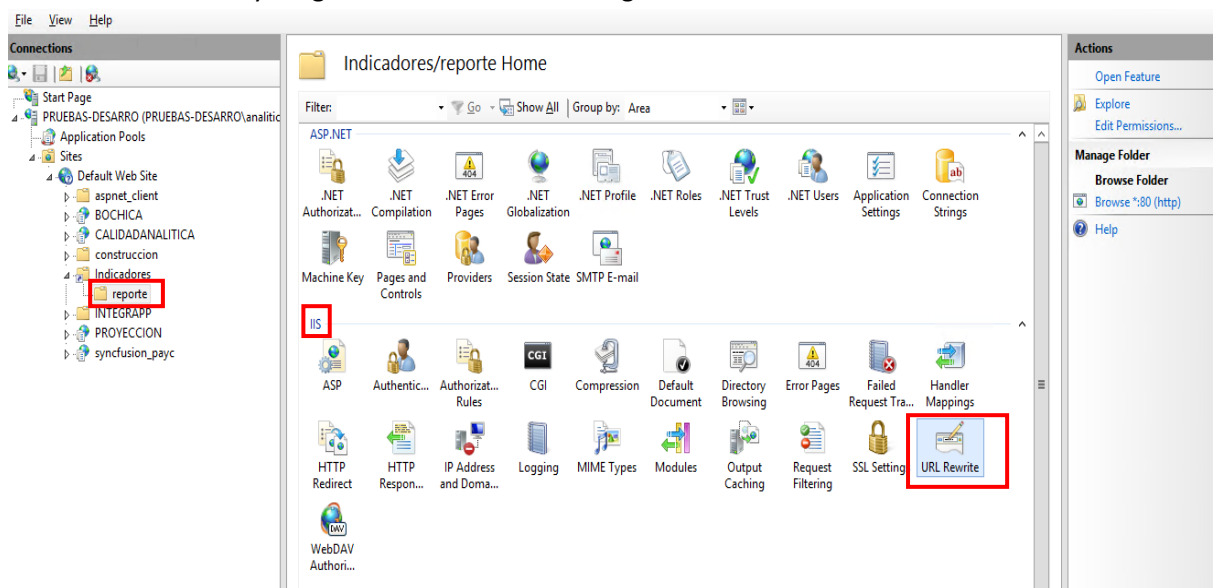 File View Help
Connections
Start Page
PRUEBAS-DESARRO (PRUEBAS-DESARRO\analitic
Application Pools
Sites
Default Web Site
aspnet_client
BOCHICA
CALIDADANALITICA
construccion
Indicadores
reporte
INTEGRAPP
PROYECCION
syncfusion_payc
Indicadores/reporte Home
Filter: Go Show All Group by: Area
ASP.NET
.NET Authorizat...
.NET Compilation
.NET Error Pages
.NET Globalization
.NET Profile
.NET Roles
.NET Trust Levels
.NET Users
Application Settings
Connection Strings
Machine Key
Pages and Controls
Providers
Session State
SMTP E-mail
IIS
ASP
Authentic...
Authorizat... Rules
CGI
Compression
Default Document
Directory Browsing
Error Pages
Failed Request Tra...
Handler Mappings
HTTP Redirect
HTTP Respon...
IP Address and Doma...
Logging
MIME Types
Modules
Output Caching
Request Filtering
SSL Setting
URL Rewrite
WebDAV Authori...
Actions
Open Feature
Explore
Edit Permissions...
Manage Folder
Browse Folder
Browse *:80 (http)
Help